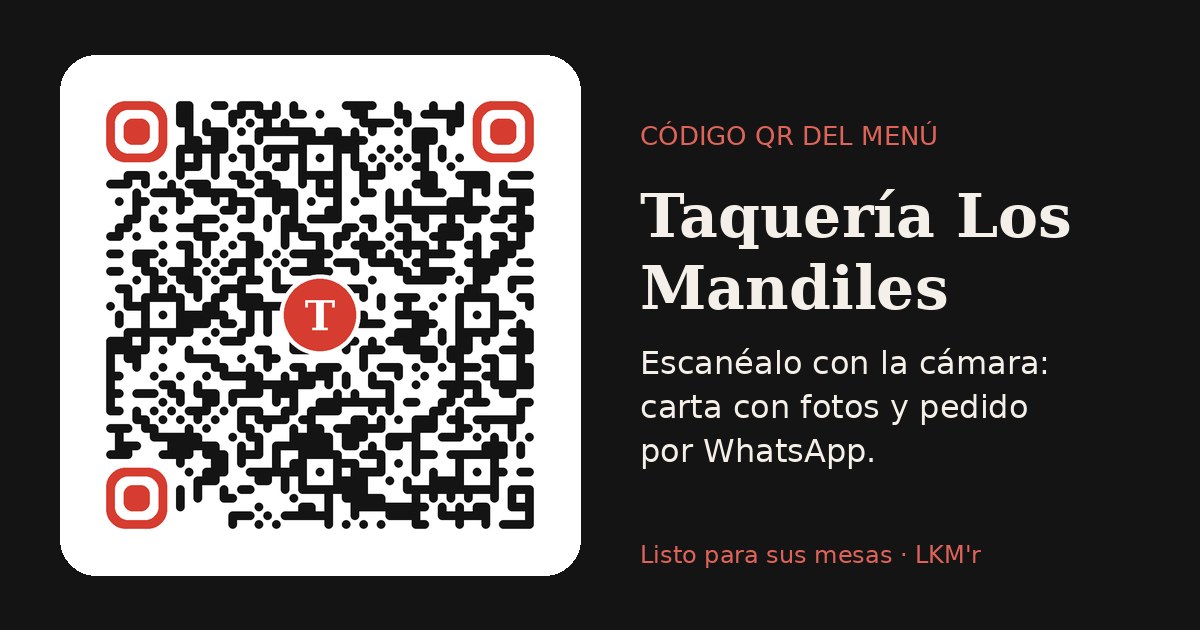 T
CÓDIGO QR DEL MENÚ
Taquería Los
Mandiles
Escanéalo con la cámara:
carta con fotos y pedido
por WhatsApp.
Listo para sus mesas · LKM'r